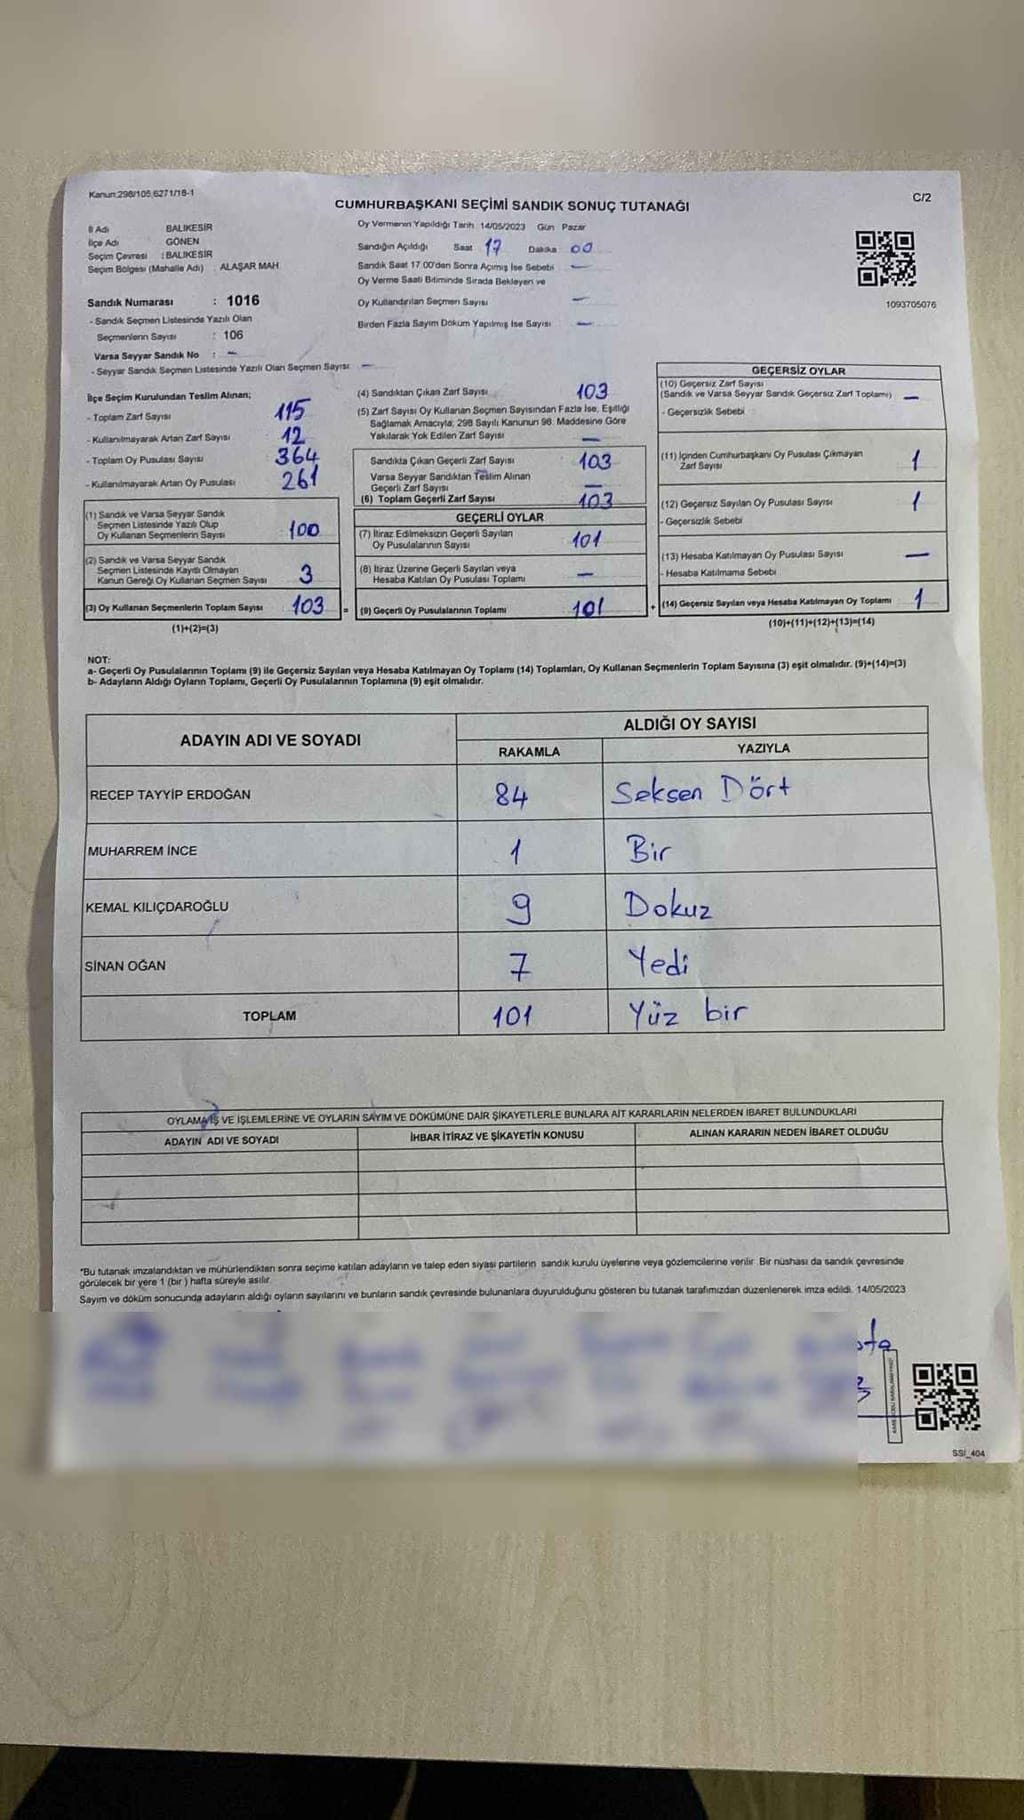 Kanun:298/105,6271/18-1
C/2
CUMHURBAŞKANI SEÇİMİ SANDIK SONUÇ TUTANAĞI
İl Adı BALIKESİR
İlçe Adı GÖNEN
Seçim Çevresi : BALIKESİR
Seçim Bölgesi (Mahalle Adı) : ALAŞAR MAH.
Sandık Numarası : 1016
- Sandık Seçmen Listesinde Yazılı Olan
Seçmenlerin Sayısı : 106
Varsa Seyyar Sandık No : —
- Seyyar Sandık Seçmen Listesinde Yazılı Olan Seçmen Sayısı —
Oy Vermenin Yapıldığı Tarih 14/05/2023 Gün Pazar
Sandığın Açıldığı Saat 17 Dakika 00
Sandık Saat 17.00'den Sonra Açılmış İse Sebebi —
Oy Verme Saati Bitiminde Sırada Bekleyen ve
Oy Kullandırılan Seçmen Sayısı —
Birden Fazla Sayım Döküm Yapılmış İse Sayısı —
1093705076
İlçe Seçim Kurulundan Teslim Alınan;
- Toplam Zarf Sayısı 115
- Kullanılmayarak Artan Zarf Sayısı 12
- Toplam Oy Pusulası Sayısı 364
- Kullanılmayarak Artan Oy Pusulası 261
(1) Sandık ve Varsa Seyyar Sandık
Seçmen Listesinde Yazılı Olup
Oy Kullanan Seçmenlerin Sayısı 100
(2) Sandık ve Varsa Seyyar Sandık
Seçmen Listesinde Kayıtlı Olmayan
Kanun Gereği Oy Kullanan Seçmen Sayısı 3
(3) Oy Kullanan Seçmenlerin Toplam Sayısı 103 =
(1)+(2)=(3)
(4) Sandıktan Çıkan Zarf Sayısı 103
(5) Zarf Sayısı Oy Kullanan Seçmen Sayısından Fazla İse, Eşitliği
Sağlamak Amacıyla, 298 Sayılı Kanunun 98. Maddesine Göre
Yakılarak Yok Edilen Zarf Sayısı —
Sandıkta Çıkan Geçerli Zarf Sayısı 103
Varsa Seyyar Sandıktan Teslim Alınan
Geçerli Zarf Sayısı —
(6) Toplam Geçerli Zarf Sayısı 103
GEÇERLİ OYLAR
(7) İtiraz Edilmeksizin Geçerli Sayılan
Oy Pusulalarının Sayısı 101
(8) İtiraz Üzerine Geçerli Sayılan veya
Hesaba Katılan Oy Pusulası Toplamı —
(9) Geçerli Oy Pusulalarının Toplamı 101 +
GEÇERSİZ OYLAR
(10) Geçersiz Zarf Sayısı
(Sandık ve Varsa Seyyar Sandık Geçersiz Zarf Toplamı) —
- Geçersizlik Sebebi
(11) İçinden Cumhurbaşkanı Oy Pusulası Çıkmayan
Zarf Sayısı 1
(12) Geçersiz Sayılan Oy Pusulası Sayısı 1
- Geçersizlik Sebebi
(13) Hesaba Katılmayan Oy Pusulası Sayısı —
- Hesaba Katılmama Sebebi
(14) Geçersiz Sayılan veya Hesaba Katılmayan Oy Toplamı 1
(10)+(11)+(12)+(13)=(14)
NOT:
a- Geçerli Oy Pusulalarının Toplamı (9) ile Geçersiz Sayılan veya Hesaba Katılmayan Oy Toplamı (14) Toplamları, Oy Kullanan Seçmenlerin Toplam Sayısına (3) eşit olmalıdır. (9)+(14)=(3)
b- Adayların Aldığı Oyların Toplamı, Geçerli Oy Pusulalarının Toplamına (9) eşit olmalıdır.
ADAYIN ADI VE SOYADI
ALDIĞI OY SAYISI
RAKAMLA YAZIYLA
RECEP TAYYİP ERDOĞAN 84 Seksen Dört
MUHARREM İNCE 1 Bir
KEMAL KILIÇDAROĞLU 9 Dokuz
SİNAN OĞAN 7 Yedi
TOPLAM 101 Yüz bir
OYLAMA İŞ VE İŞLEMLERİNE VE OYLARIN SAYIM VE DÖKÜMÜNE DAİR ŞİKAYETLERLE BUNLARA AİT KARARLARIN NELERDEN İBARET BULUNDUKLARI
ADAYIN ADI VE SOYADI İHBAR İTİRAZ VE ŞİKAYETİN KONUSU ALINAN KARARIN NEDEN İBARET OLDUĞU
*Bu tutanak imzalandıktan ve mühürlendikten sonra seçime katılan adayların ve talep eden siyasi partilerin sandık kurulu üyelerine veya gözlemcilerine verilir. Bir nüshası da sandık çevresinde
görülecek bir yere 1 (bir ) hafta süreyle asılır.
Sayım ve döküm sonucunda adayların aldığı oyların sayılarını ve bunların sandık çevresinde bulunanlara duyurulduğunu gösteren bu tutanak tarafımızdan düzenlenerek imza edildi. 14/05/2023
SSI_404